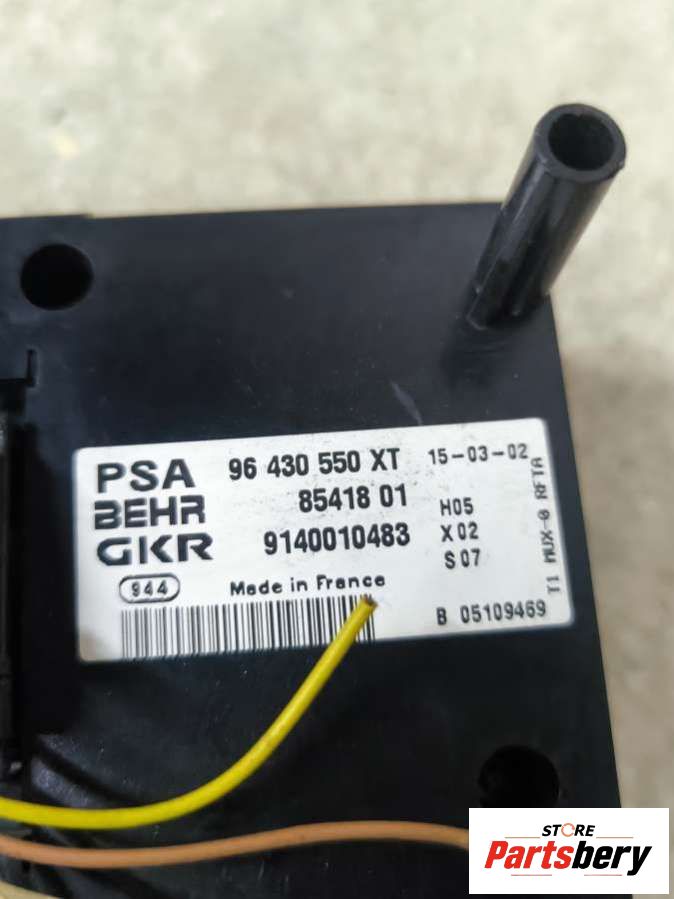 PSA 96 430 550 XT 15-03-02
BEHR 85418 01 H05
GKR 9140010483 X02
S07
944 Made in France
B 05109469
T1 MUX-0 RFTA
STORE
Partsbery